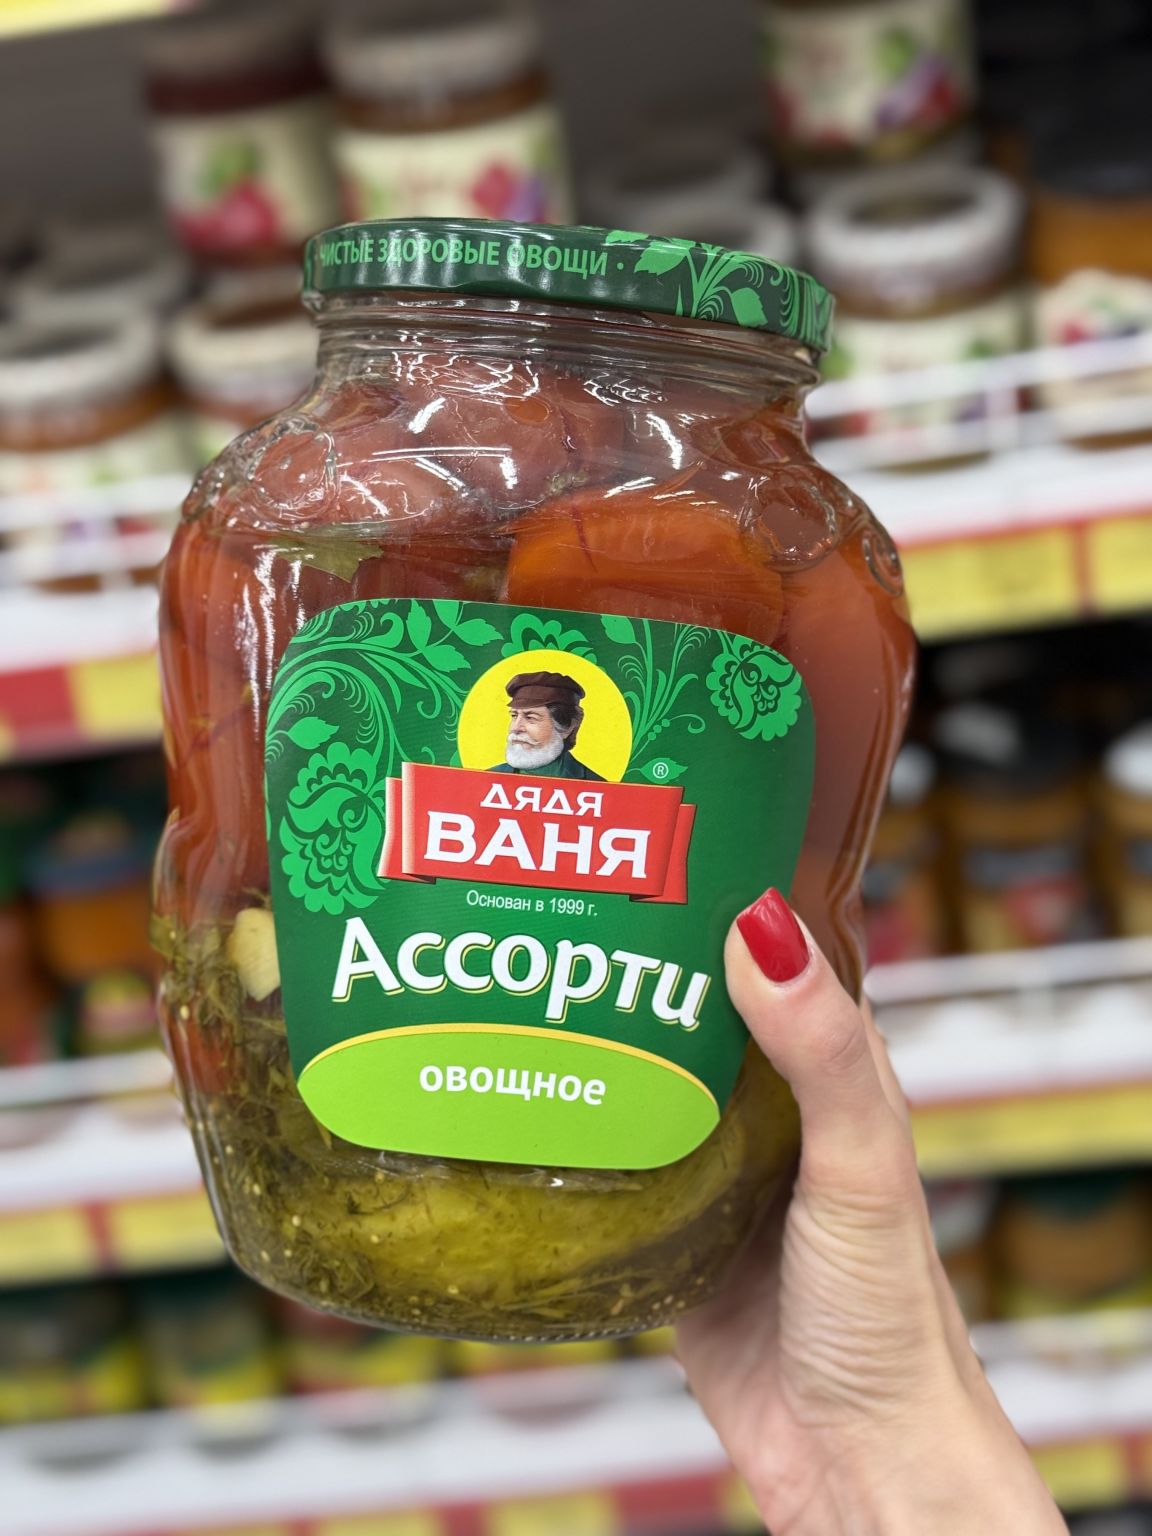 ЧИСТЫЕ ЗДОРОВЫЕ ОВОЩИ ·
®
ДЯДЯ
ВАНЯ
Основан в 1999 г.
Ассорти
овощное